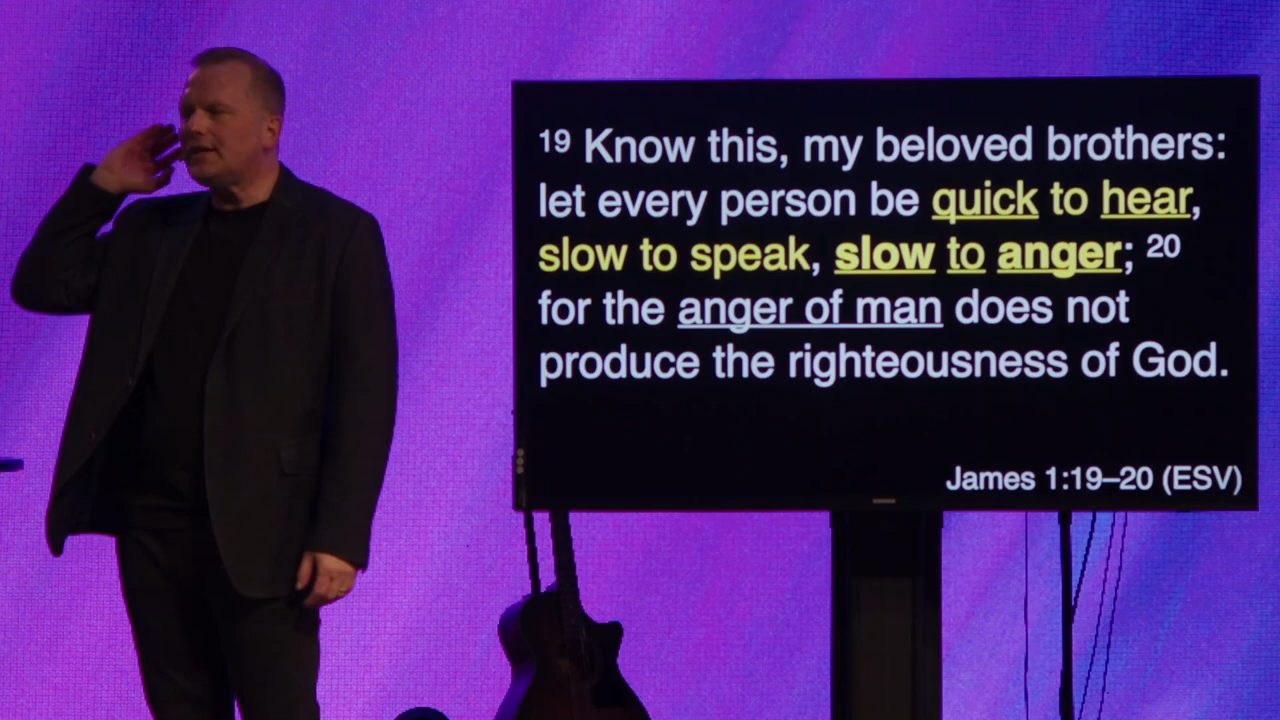 19 Know this, my beloved brothers:
let every person be quick to hear,
slow to speak, slow to anger; 20
for the anger of man does not
produce the righteousness of God.
James 1:19–20 (ESV)